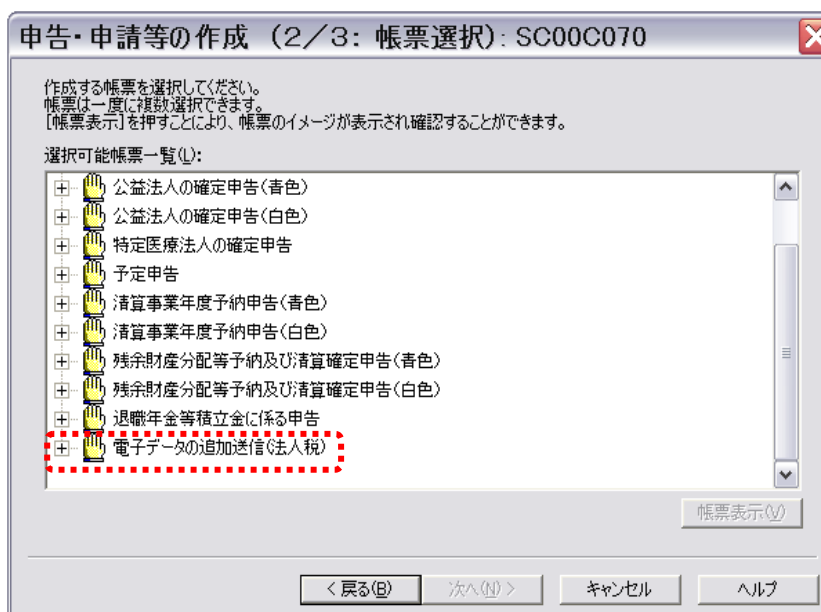 申告・申請等の作成 (2/3:帳票選択):SC00C070
作成する帳票を選択してください。
帳票は一度に複数選択できます。
[帳票表示]を押すことにより、帳票のイメージが表示され確認することができます。
選択可能帳票一覧(L):
公益法人の確定申告(青色)
公益法人の確定申告(白色)
特定医療法人の確定申告
予定申告
清算事業年度予納申告(青色)
清算事業年度予納申告(白色)
残余財産分配等予納及び清算確定申告(青色)
残余財産分配等予納及び清算確定申告(白色)
退職年金等積立金に係る申告
電子データの追加送信(法人税)
帳票表示(V)
< 戻る(B)
次へ(N) >
キャンセル
ヘルプ